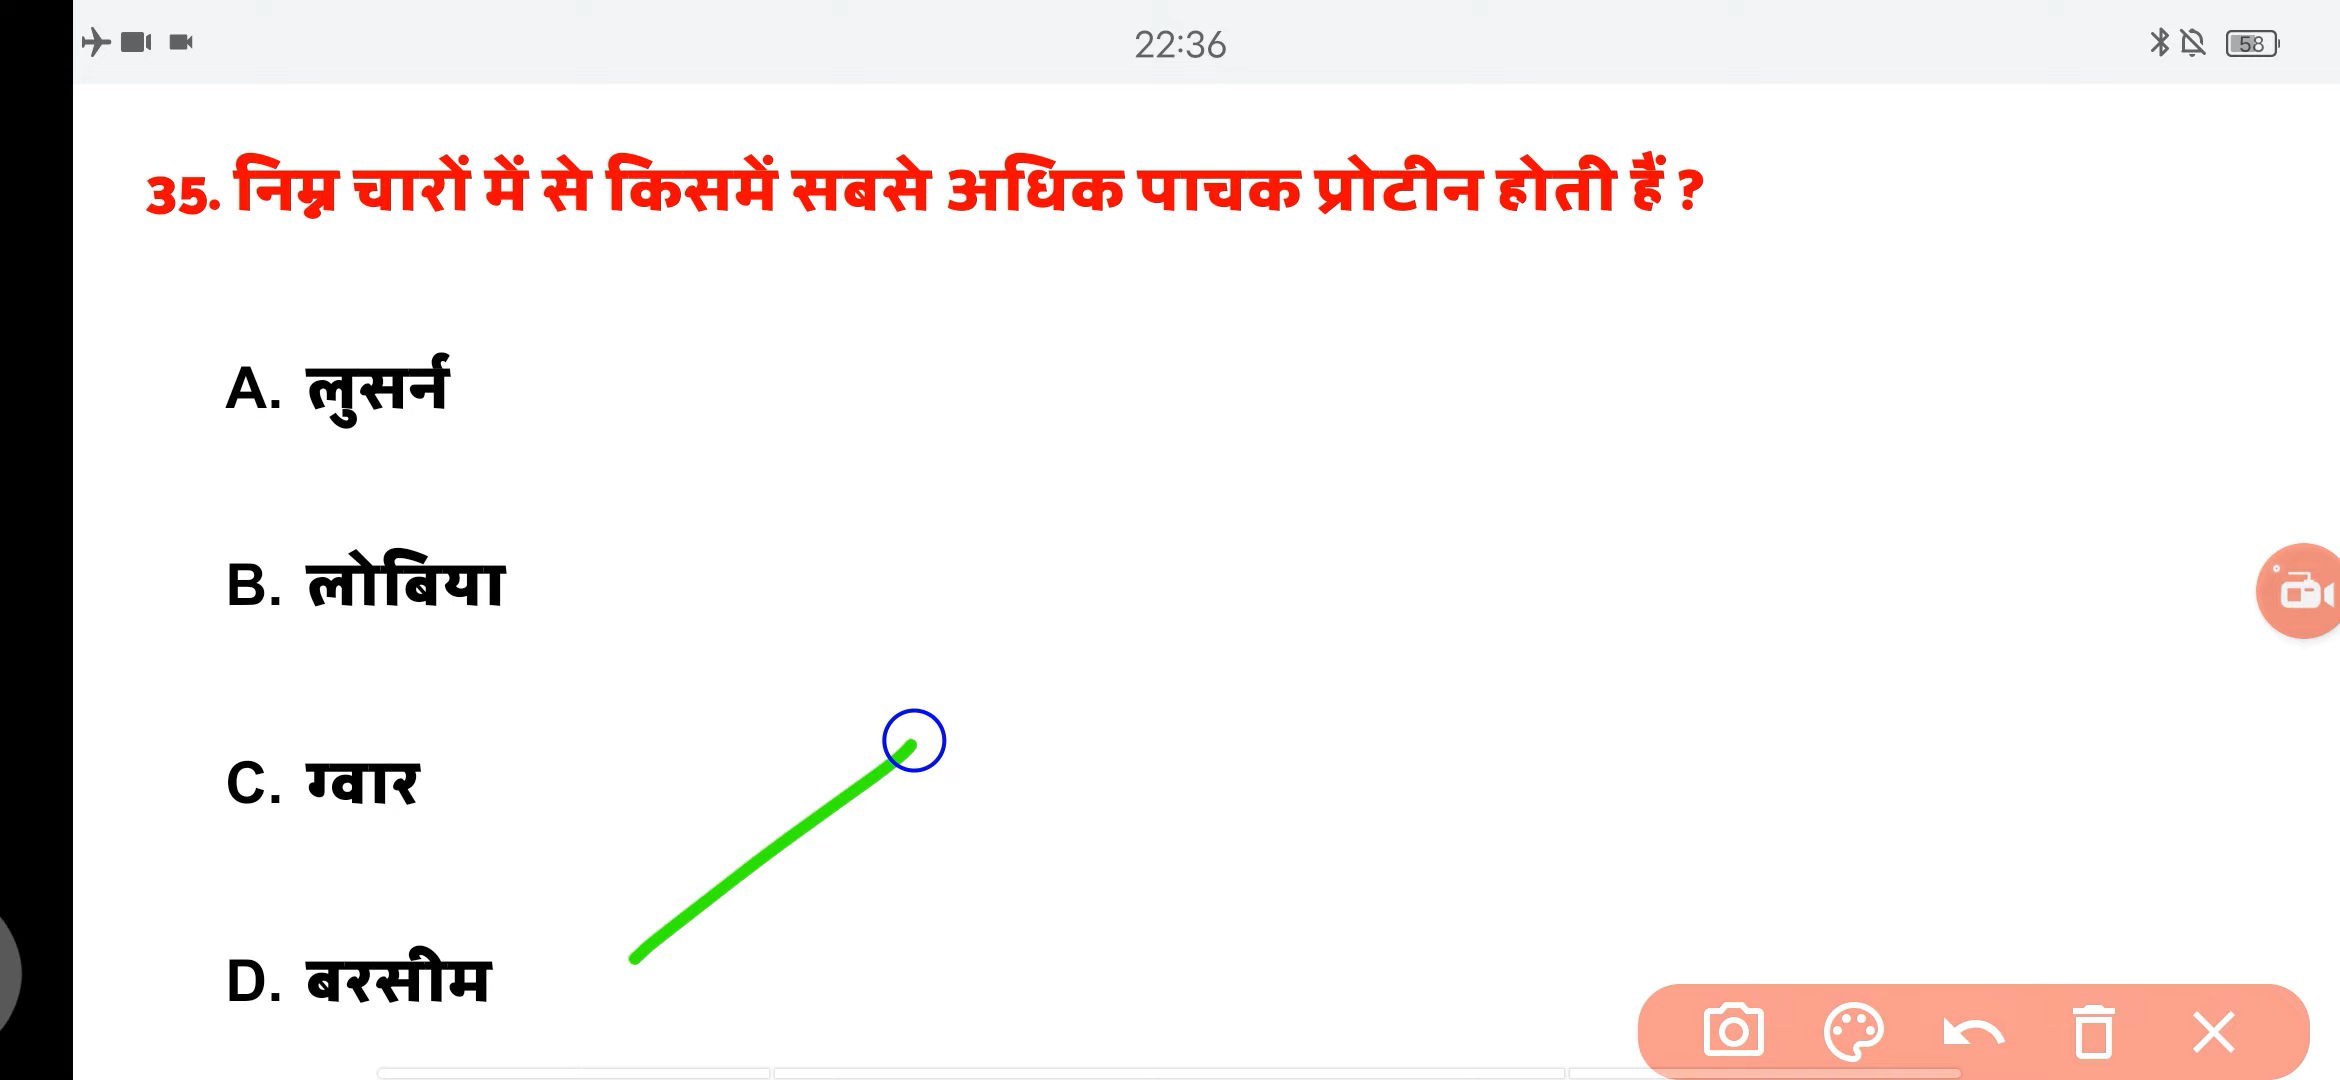 22:36
58
35. निम्न चारों में से किसमें सबसे अधिक पाचक प्रोटीन होती हैं ?
A. लुसर्न
B. लोबिया
C. ग्वार
D. बरसीम